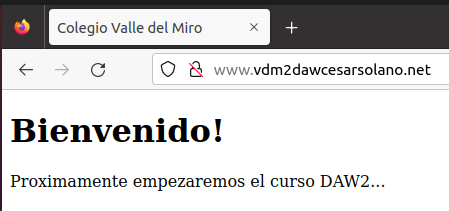 Colegio Valle del Miro
www.vdm2dawcesarsolano.net
Bienvenido!
Proximamente empezaremos el curso DAW2...